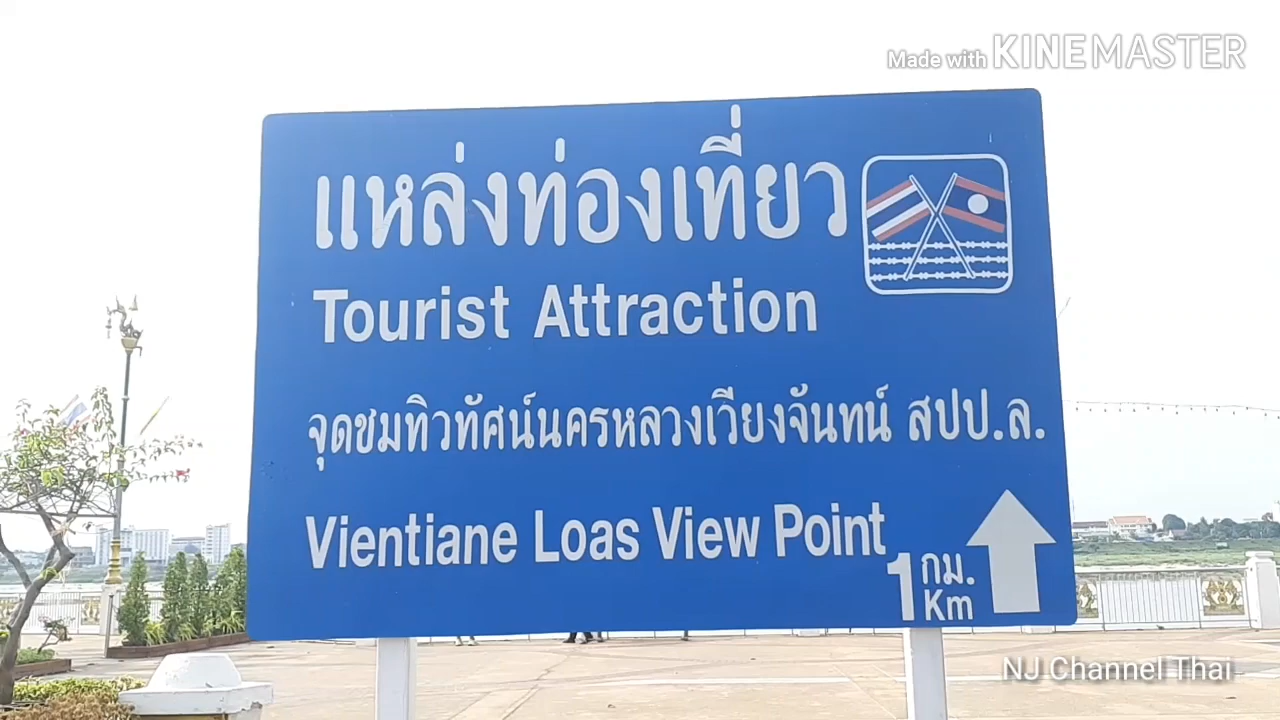 Made with KINEMASTER
แหล่งท่องเที่ยว
Tourist Attraction
จุดชมทิวทัศน์นครหลวงเวียงจันทน์ สปป.ล.
Vientiane Loas View Point
1 กม.
Km
NJ Channel Thai